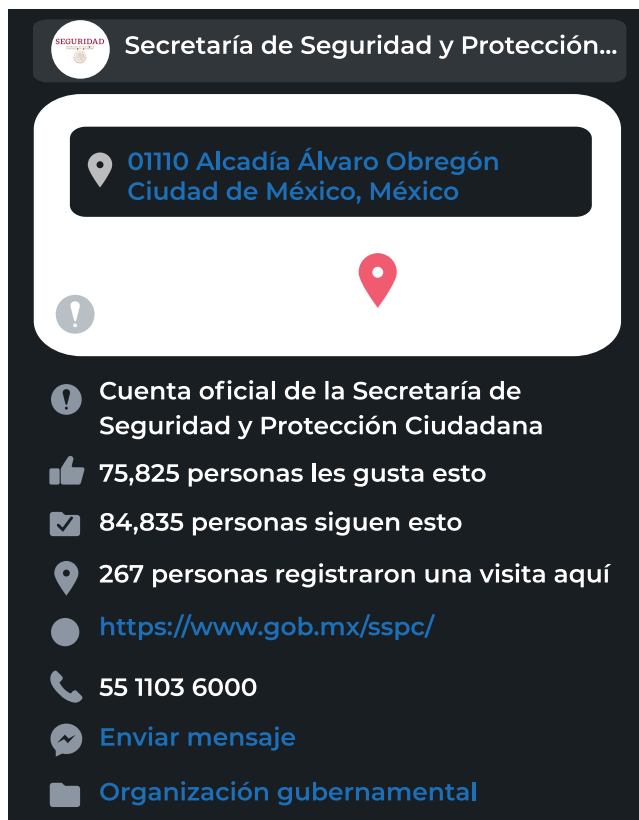 SEGURIDAD
Secretaría de Seguridad y Protección...
01110 Alcadía Álvaro Obregón
Ciudad de México, México
Cuenta oficial de la Secretaría de
Seguridad y Protección Ciudadana
75,825 personas les gusta esto
84,835 personas siguen esto
267 personas registraron una visita aquí
https://www.gob.mx/sspc/
55 1103 6000
Enviar mensaje
Organización gubernamental